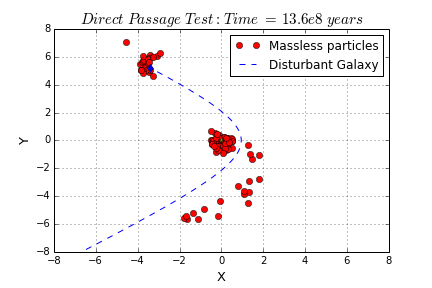 Direct Passage Test: Time = 13.6e8 years
Massless particles
Disturbant Galaxy
8
6
4
2
0
−2
−4
−6
−8
Y
−8 −6 −4 −2 0 2 4 6 8
X